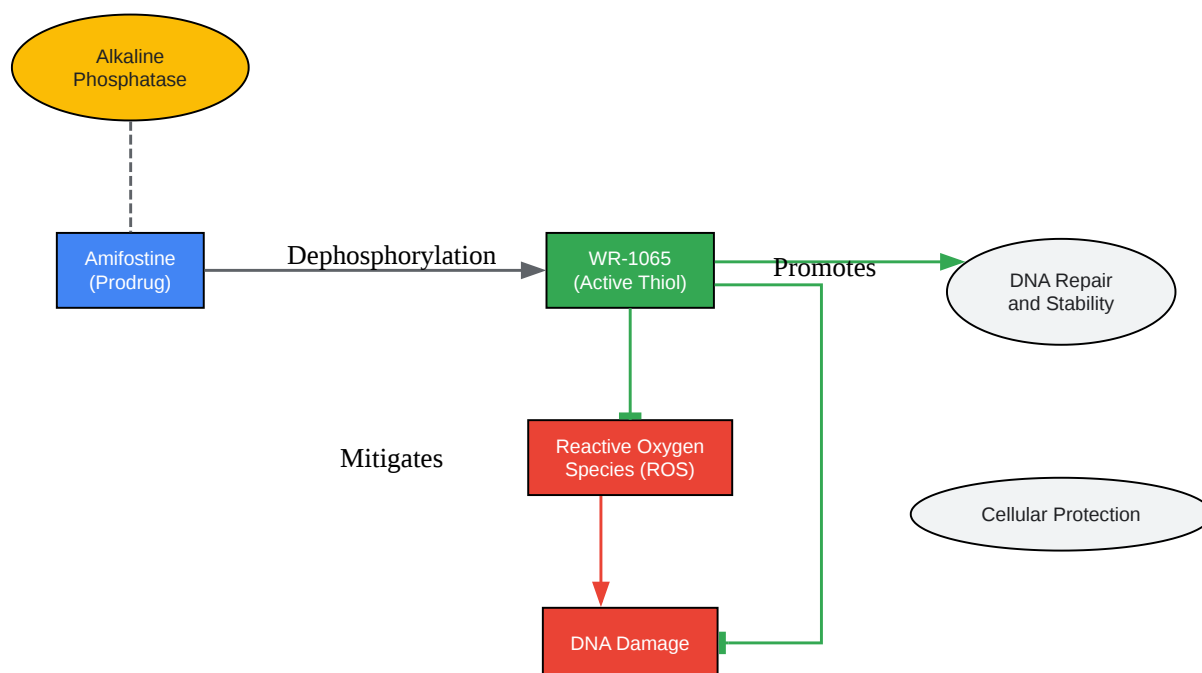 Alkaline
Phosphatase
Amifostine
(Prodrug)
Dephosphorylation
WR-1065
(Active Thiol)
Promotes
DNA Repair
and Stability
Mitigates
Reactive Oxygen
Species (ROS)
Cellular Protection
DNA Damage